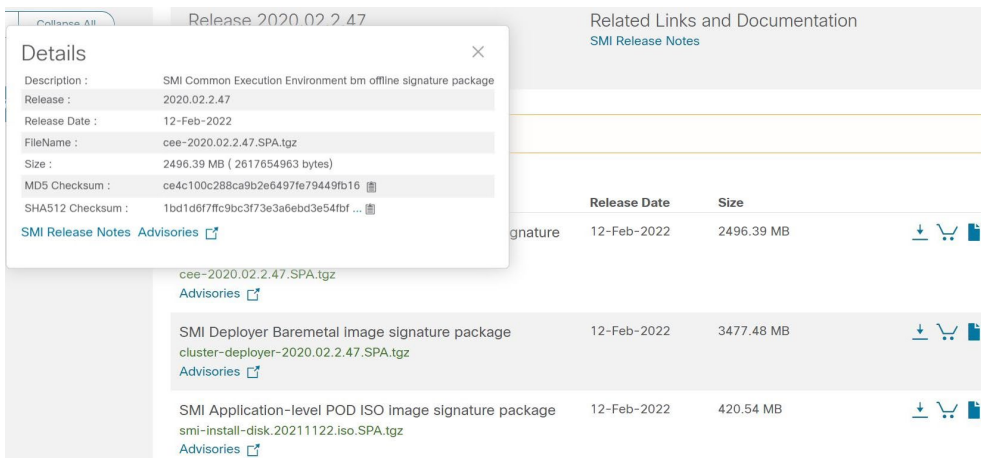 Collapse All
Release 2020.02.2.47
Related Links and Documentation
SMI Release Notes
Details
Description : SMI Common Execution Environment bm offline signature package
Release : 2020.02.2.47
Release Date : 12-Feb-2022
FileName : cee-2020.02.2.47.SPA.tgz
Size : 2496.39 MB ( 2617654963 bytes)
MD5 Checksum : ce4c100c288ca9b2e6497fe79449fb16
SHA512 Checksum : 1bd1d6f7ffc9bc3f73e3a6ebd3e54fbf ...
SMI Release Notes Advisories
Release Date Size
gnature 12-Feb-2022 2496.39 MB
cee-2020.02.2.47.SPA.tgz
Advisories
SMI Deployer Baremetal image signature package 12-Feb-2022 3477.48 MB
cluster-deployer-2020.02.2.47.SPA.tgz
Advisories
SMI Application-level POD ISO image signature package 12-Feb-2022 420.54 MB
smi-install-disk.20211122.iso.SPA.tgz
Advisories